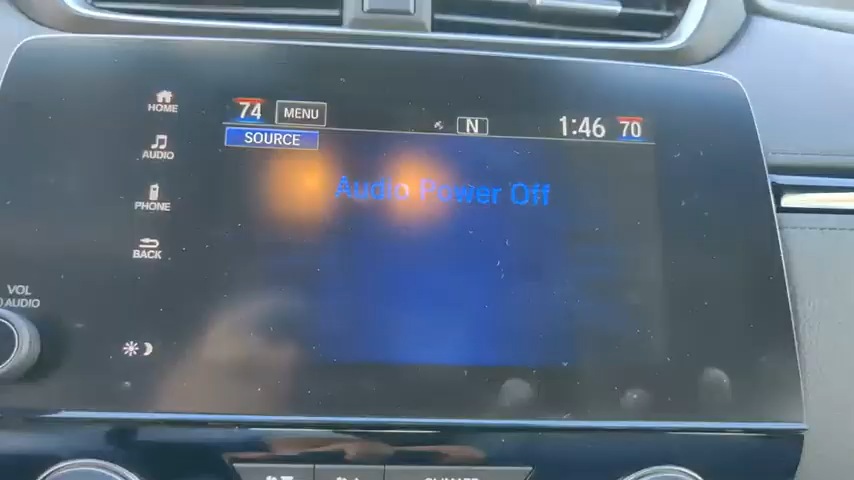 HOME
74 MENU
N
1:46 70
SOURCE
AUDIO
PHONE
BACK
Audio Power Off
VOL
AUDIO